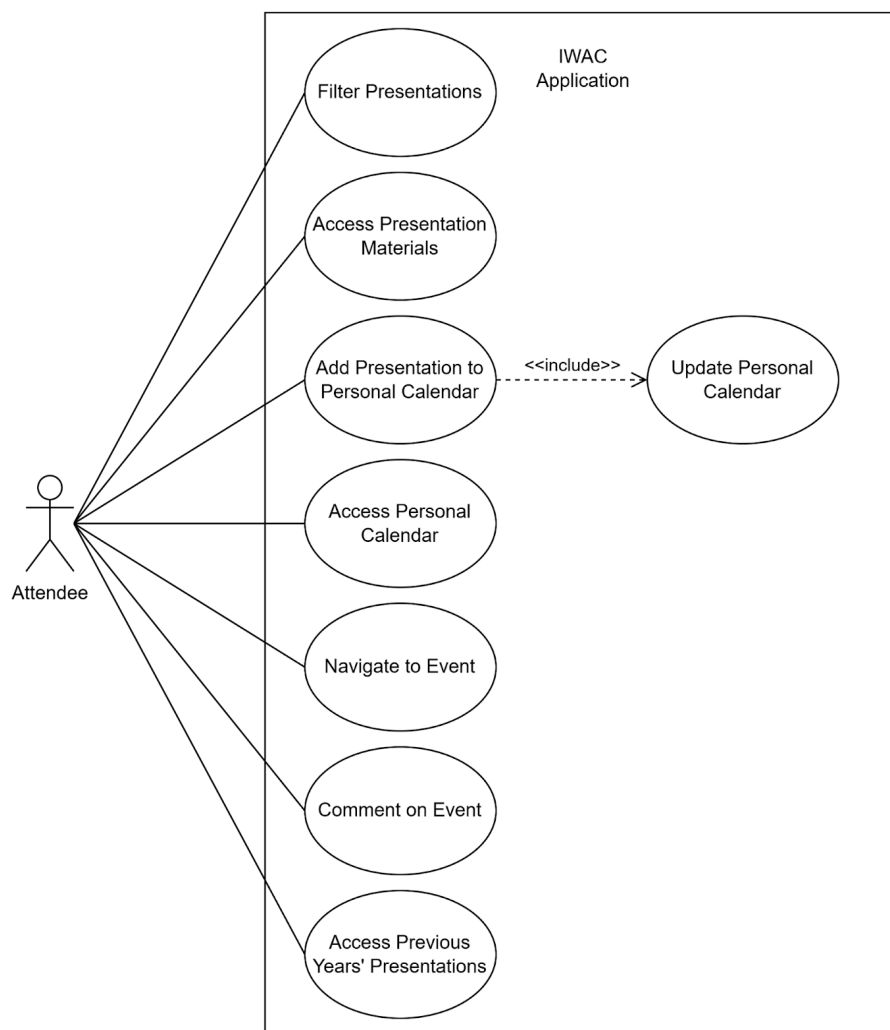 IWAC
Application
Filter Presentations
Access Presentation
Materials
Add Presentation to
Personal Calendar
<<include>>
Update Personal
Calendar
Access Personal
Calendar
Attendee
Navigate to Event
Comment on Event
Access Previous
Years' Presentations